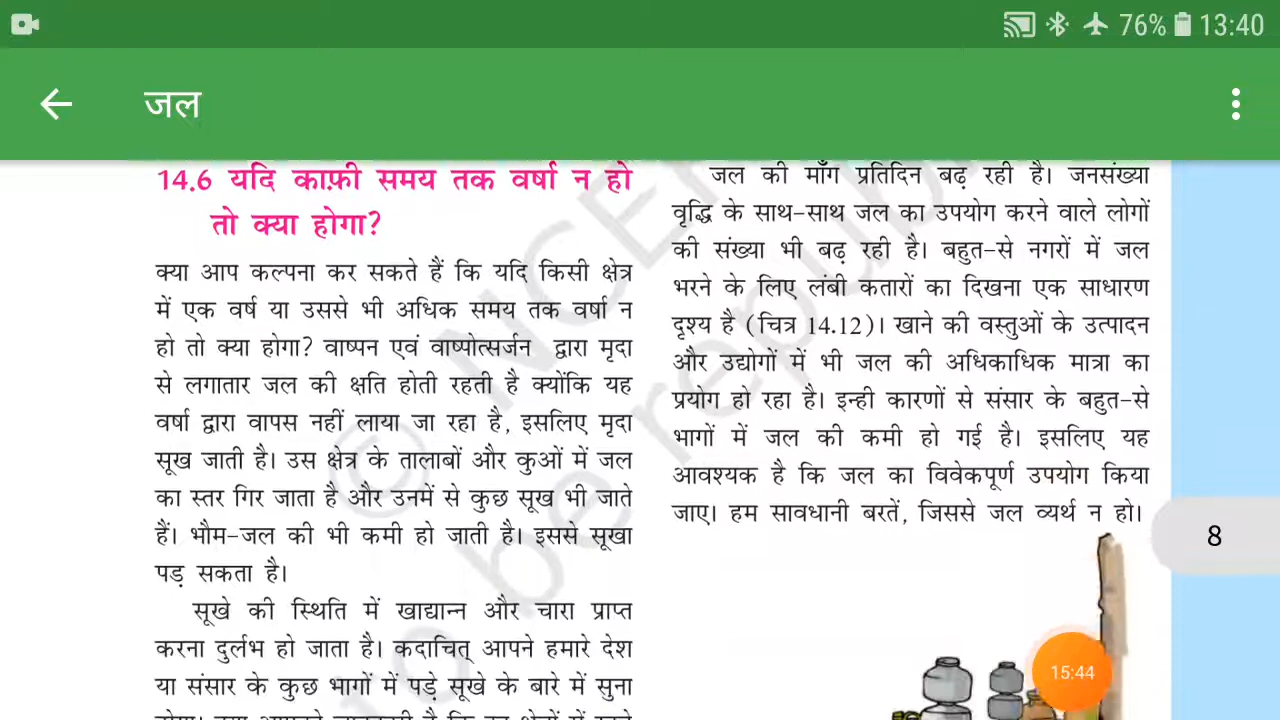 76% 13:40
जल
14.6 यदि काफ़ी समय तक वर्षा न हो
तो क्या होगा?
क्या आप कल्पना कर सकते हैं कि यदि किसी क्षेत्र
में एक वर्ष या उससे भी अधिक समय तक वर्षा न
हो तो क्या होगा? वाष्पन एवं वाष्पोत्सर्जन द्वारा मृदा
से लगातार जल की क्षति होती रहती है क्योंकि यह
वर्षा द्वारा वापस नहीं लाया जा रहा है, इसलिए मृदा
सूख जाती है। उस क्षेत्र के तालाबों और कुओं में जल
का स्तर गिर जाता है और उनमें से कुछ सूख भी जाते
हैं। भौम-जल की भी कमी हो जाती है। इससे सूखा
पड़ सकता है।
सूखे की स्थिति में खाद्यान्न और चारा प्राप्त
करना दुर्लभ हो जाता है। कदाचित् आपने हमारे देश
या संसार के कुछ भागों में पड़े सूखे के बारे में सुना
जल की माँग प्रतिदिन बढ़ रही है। जनसंख्या
वृद्धि के साथ-साथ जल का उपयोग करने वाले लोगों
की संख्या भी बढ़ रही है। बहुत-से नगरों में जल
भरने के लिए लंबी कतारों का दिखना एक साधारण
दृश्य है (चित्र 14.12)। खाने की वस्तुओं के उत्पादन
और उद्योगों में भी जल की अधिकाधिक मात्रा का
प्रयोग हो रहा है। इन्ही कारणों से संसार के बहुत-से
भागों में जल की कमी हो गई है। इसलिए यह
आवश्यक है कि जल का विवेकपूर्ण उपयोग किया
जाए। हम सावधानी बरतें, जिससे जल व्यर्थ न हो।
8
15:44